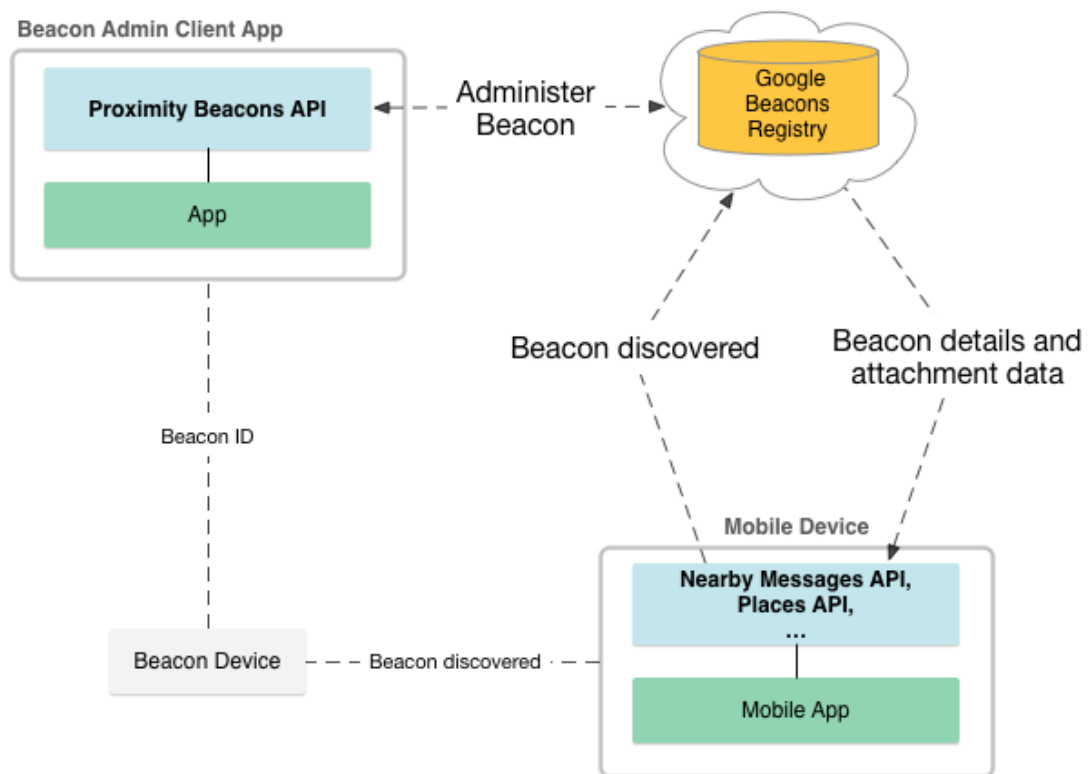 Beacon Admin Client App
Proximity Beacons API
App
Administer
Beacon
Google
Beacons
Registry
Beacon discovered
Beacon details and
attachment data
Beacon ID
Mobile Device
Nearby Messages API,
Places API,
...
Mobile App
Beacon Device
Beacon discovered